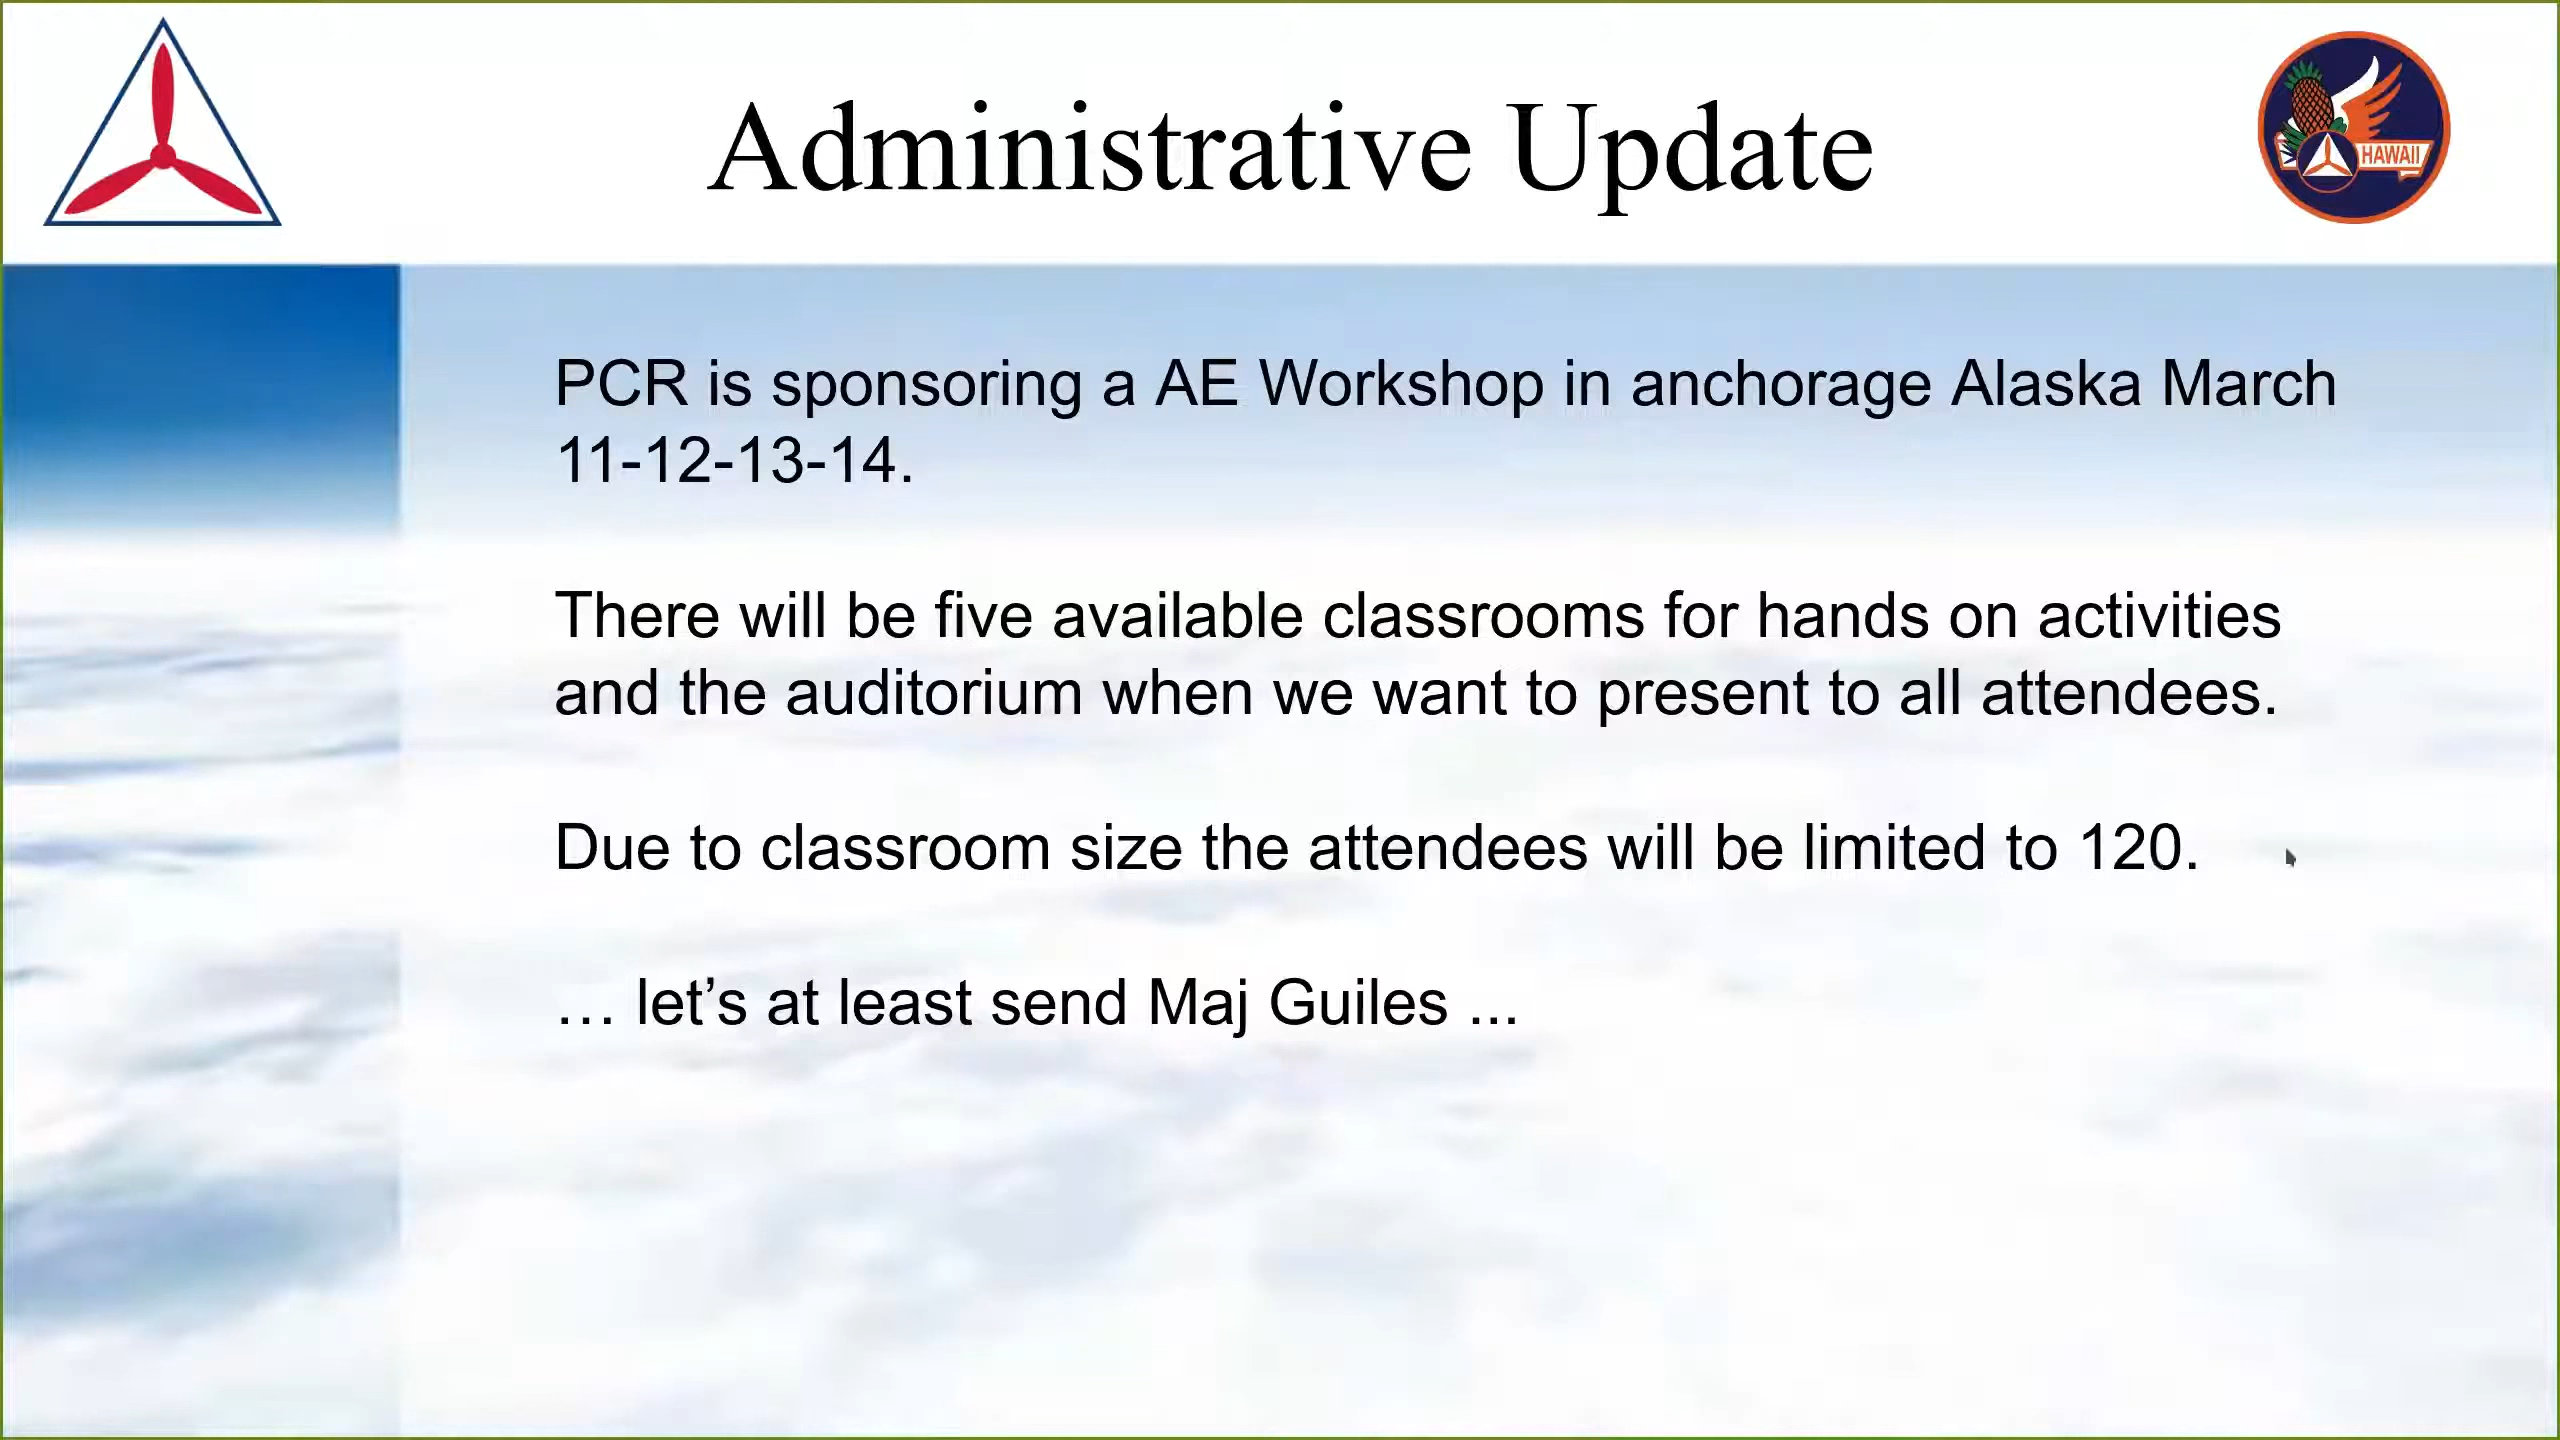 Administrative Update
HAWAII
PCR is sponsoring a AE Workshop in anchorage Alaska March
11-12-13-14.
There will be five available classrooms for hands on activities
and the auditorium when we want to present to all attendees.
Due to classroom size the attendees will be limited to 120.
… let’s at least send Maj Guiles ...